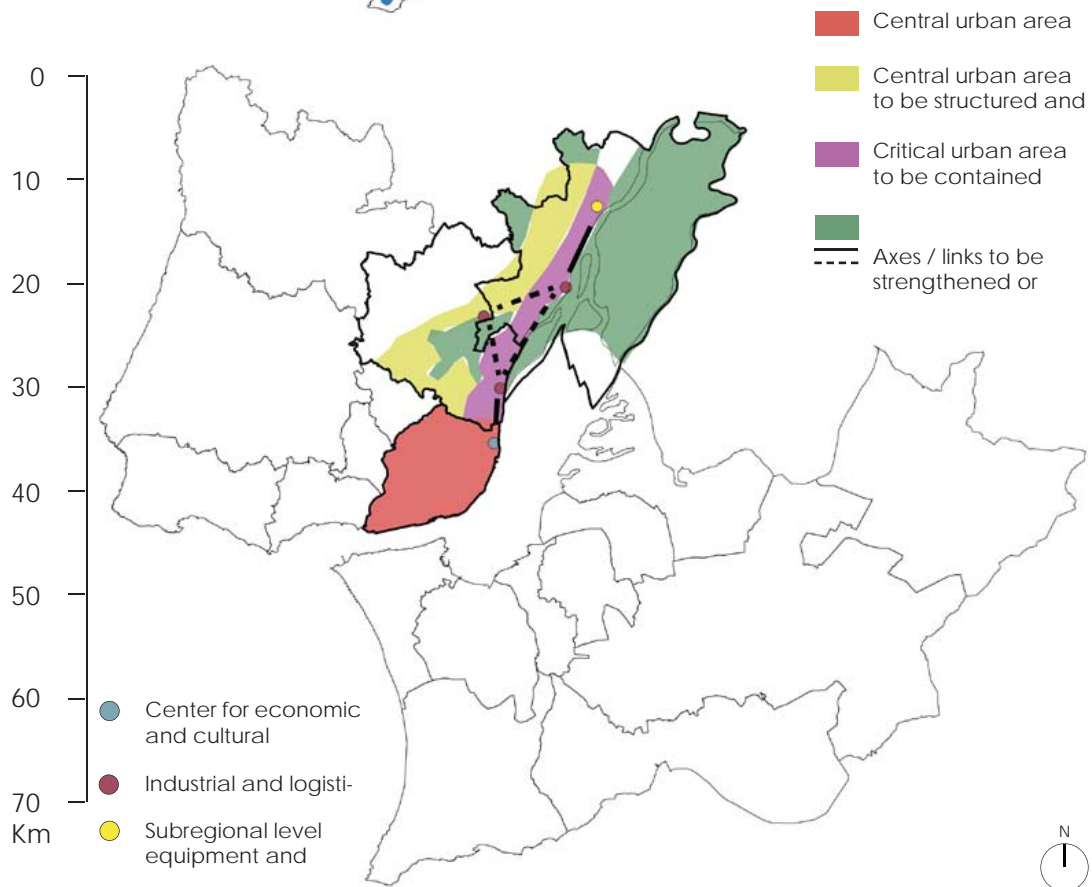 Central urban area
Central urban area
to be structured and
Critical urban area
to be contained
Axes / links to be
strengthened or
0
10
20
30
40
50
60
70
Km
Center for economic
and cultural
Industrial and logisti-
Subregional level
equipment and
N